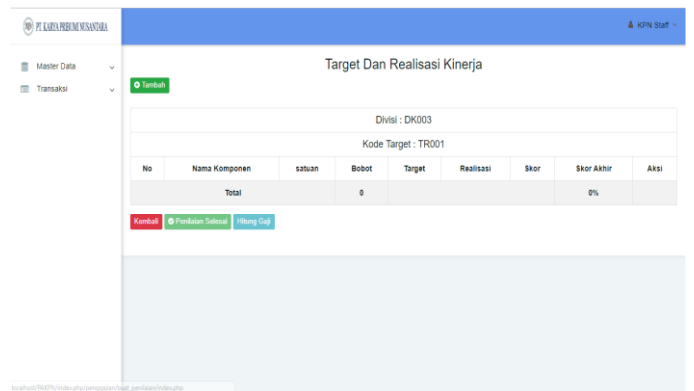 PT. KARYA PRIBUMI NUSANTARA
KPN Staff
Master Data
Transaksi
Target Dan Realisasi Kinerja
Tambah
Divisi : DK003
Kode Target : TR001
No Nama Komponen satuan Bobot Target Realisasi Skor Skor Akhir Aksi
Total 0 0%
Kembali Penilaian Selesai Hitung Gaji